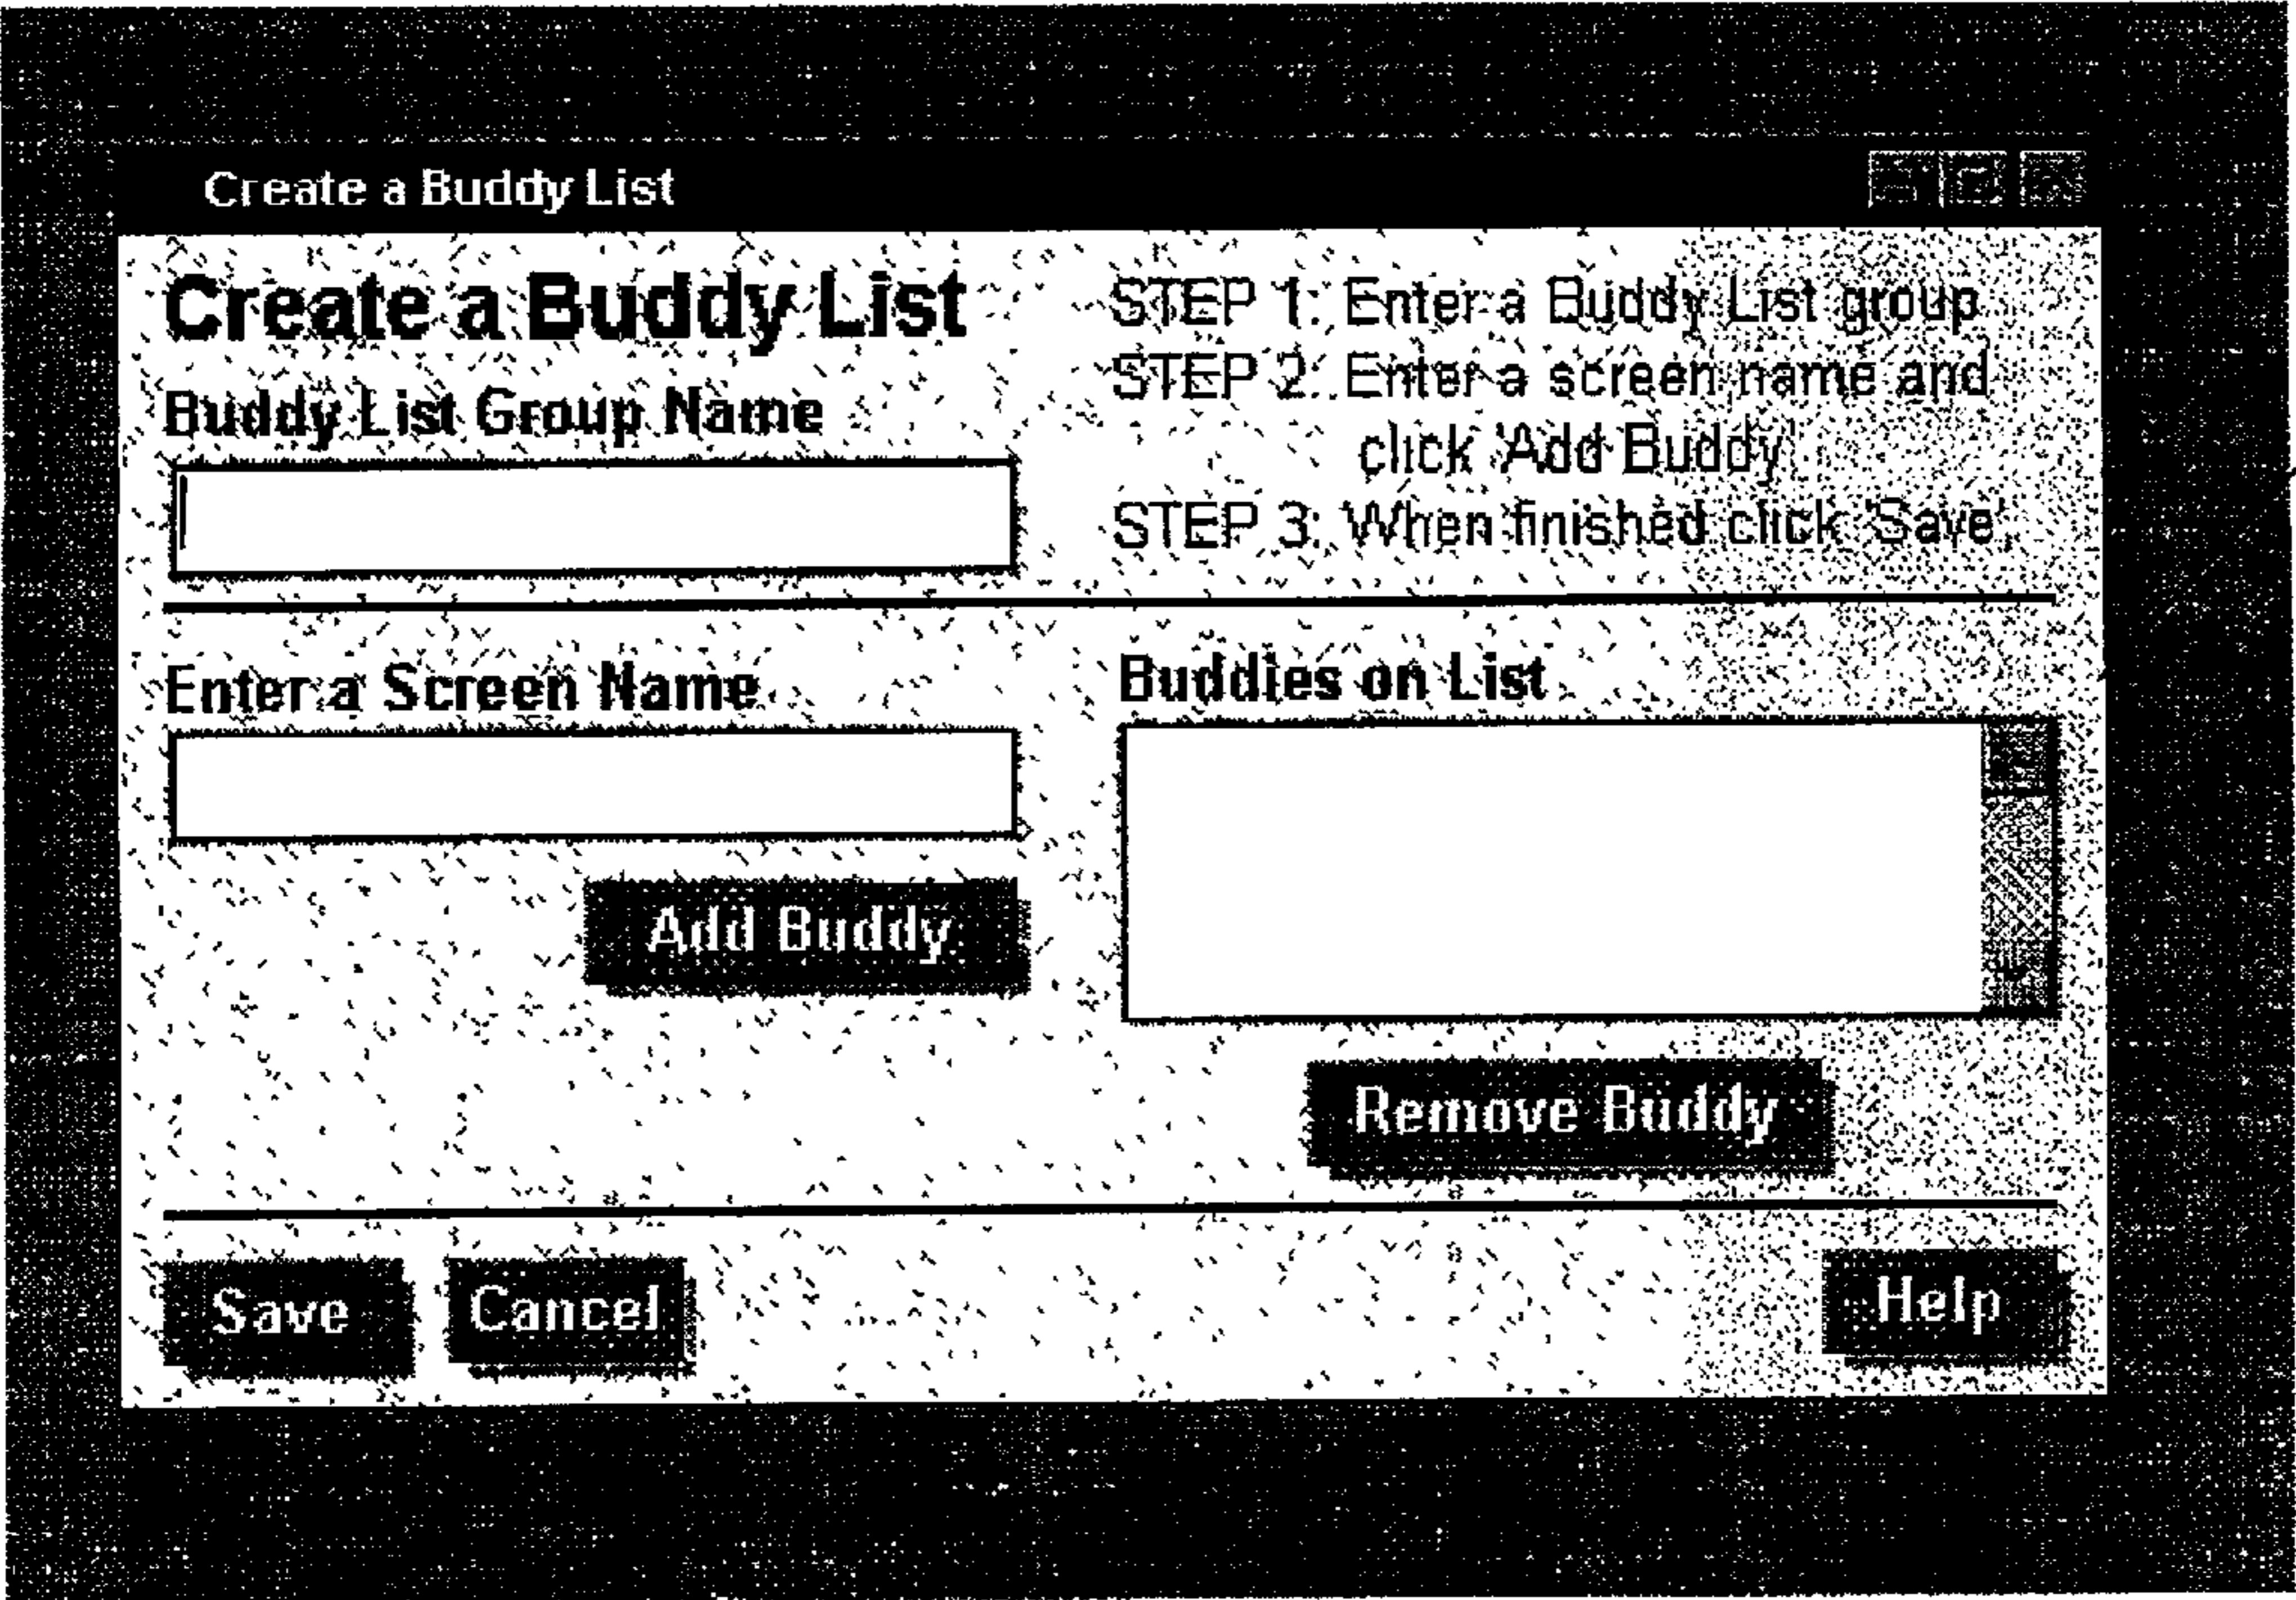 Create a Buddy List
Create a Buddy List
Buddy List Group Name
STEP 1: Enter a Buddy List group
STEP 2: Enter a screen name and
click 'Add Buddy'
STEP 3: When finished click 'Save'.
Enter a Screen Name
Add Buddy
Buddies on List
Remove Buddy
Save
Cancel
Help